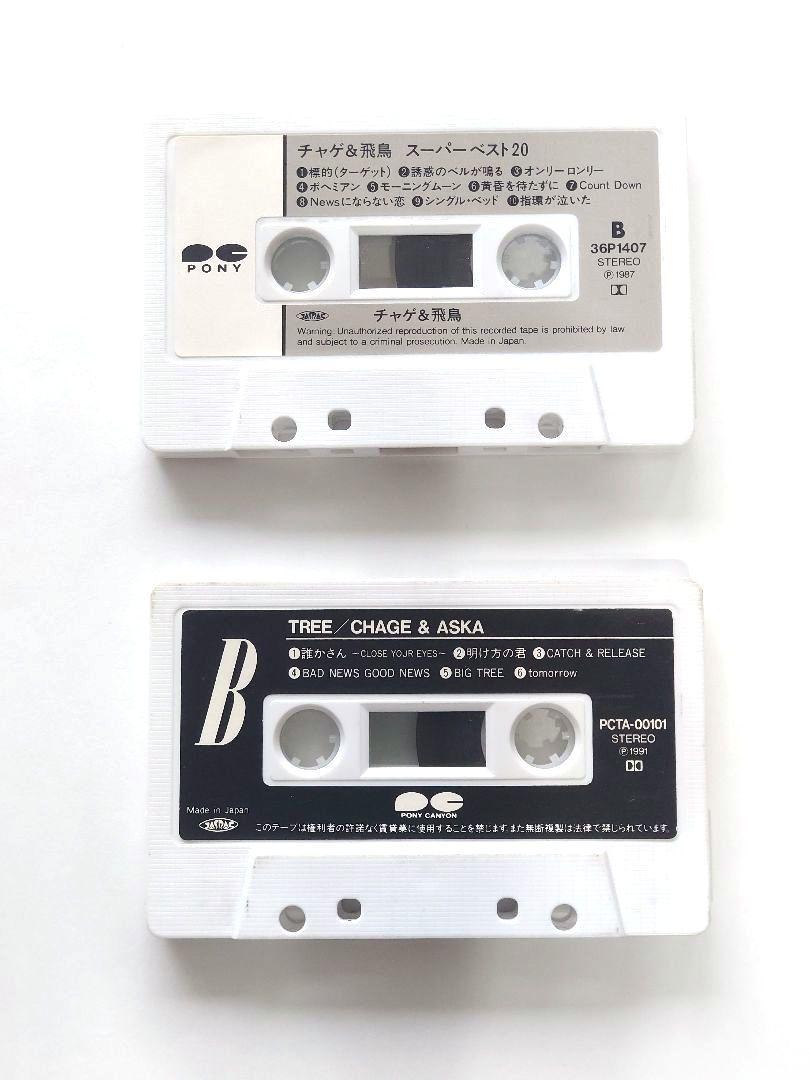 チャゲ&飛鳥 スーパーベスト20
❶標的(ターゲット) ❷誘惑のベルが鳴る ❸オンリーロンリー
❹ボヘミアン ❺モーニングムーン ❻黄昏を待たずに ❼Count Down
❽Newsにならない恋 ❾シングル・ベッド ❿指環が泣いた
PONY
B
36P1407
STEREO
Ⓟ1987
JASRAC
チャゲ&飛鳥
Warning: Unauthorized reproduction of this recorded tape is prohibited by law
and subject to a criminal prosecution. Made in Japan.
B
TREE/CHAGE & ASKA
❶誰かさん ~CLOSE YOUR EYES~ ❷明け方の君 ❸CATCH & RELEASE
❹BAD NEWS GOOD NEWS ❺BIG TREE ❻tomorrow
PCTA-00101
STEREO
Ⓟ1991
PONY CANYON
Made in Japan
JASRAC
このテープは権利者の許諾なく賃貸業に使用することを禁じます。また無断複製は法律で禁じられています。